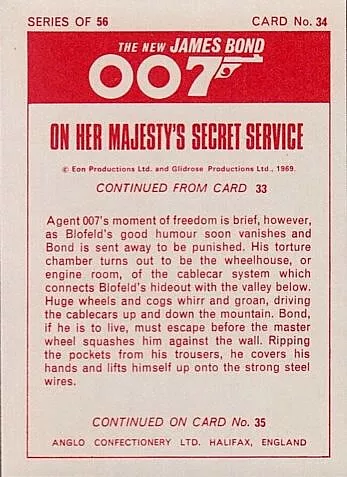 SERIES OF 56 CARD No. 34
THE NEW JAMES BOND
007
ON HER MAJESTY'S SECRET SERVICE
© Eon Productions Ltd. and Glidrose Productions Ltd., 1969.
CONTINUED FROM CARD 33
Agent 007's moment of freedom is brief, however,
as Blofeld's good humour soon vanishes and
Bond is sent away to be punished. His torture
chamber turns out to be the wheelhouse, or
engine room, of the cablecar system which
connects Blofeld's hideout with the valley below.
Huge wheels and cogs whirr and groan, driving
the cablecars up and down the mountain. Bond,
if he is to live, must escape before the master
wheel squashes him against the wall. Ripping
the pockets from his trousers, he covers his
hands and lifts himself up onto the strong steel
wires.
CONTINUED ON CARD No. 35
ANGLO CONFECTIONERY LTD. HALIFAX, ENGLAND